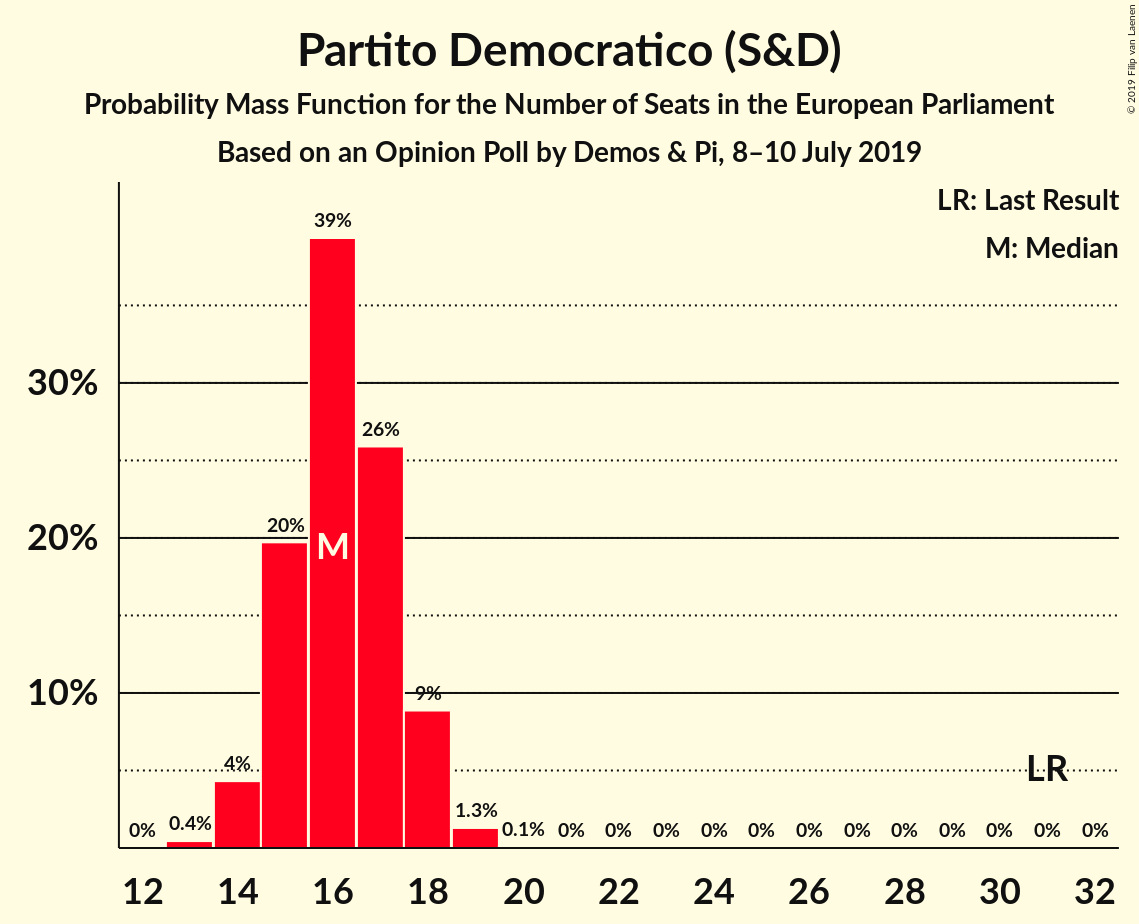 Partito Democratico (S&D)
Probability Mass Function for the Number of Seats in the European Parliament
Based on an Opinion Poll by Demos & Pi, 8–10 July 2019
© 2019 Filip van Laenen
LR: Last Result
M: Median
39%
30%
26%
20%
20%
M
10%
9%
4%
LR
0% 0.4% 1.3% 0.1% 0% 0% 0% 0% 0% 0% 0% 0% 0% 0% 0% 0%
12 14 16 18 20 22 24 26 28 30 32